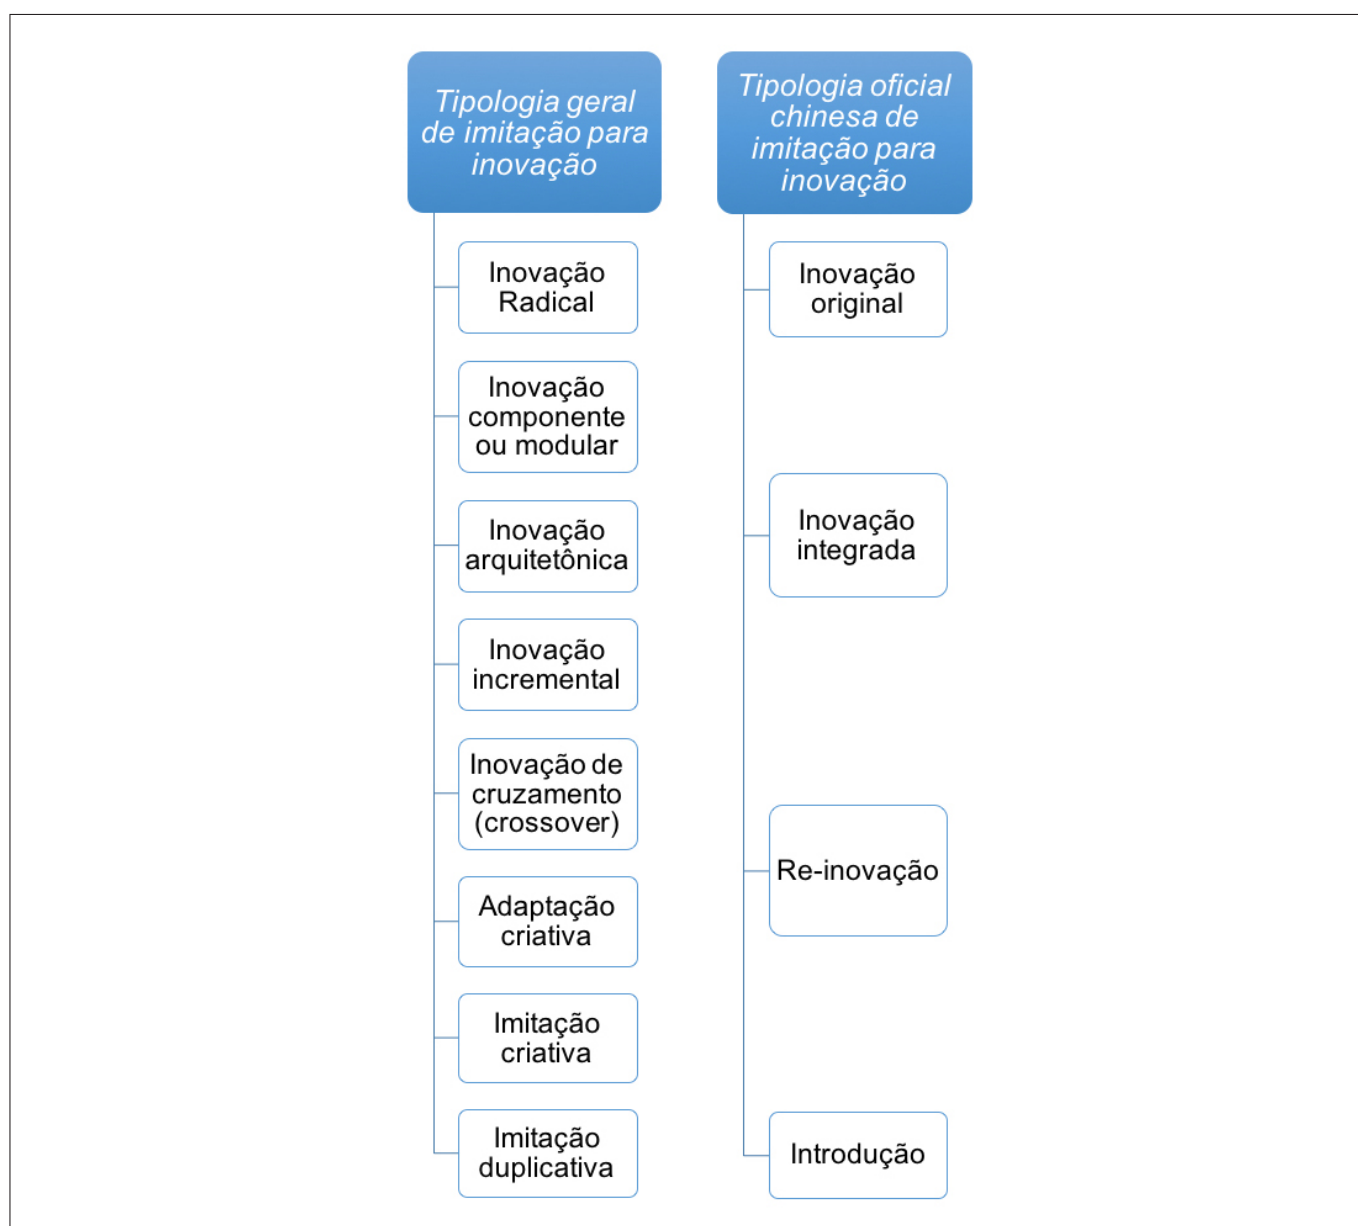 Tipologia geral
de imitação para
inovação
Inovação
Radical
Inovação
componente
ou modular
Inovação
arquitetônica
Inovação
incremental
Inovação de
cruzamento
(crossover)
Adaptação
criativa
Imitação
criativa
Imitação
duplicativa
Tipologia oficial
chinesa de
imitação para
inovação
Inovação
original
Inovação
integrada
Re-inovação
Introdução